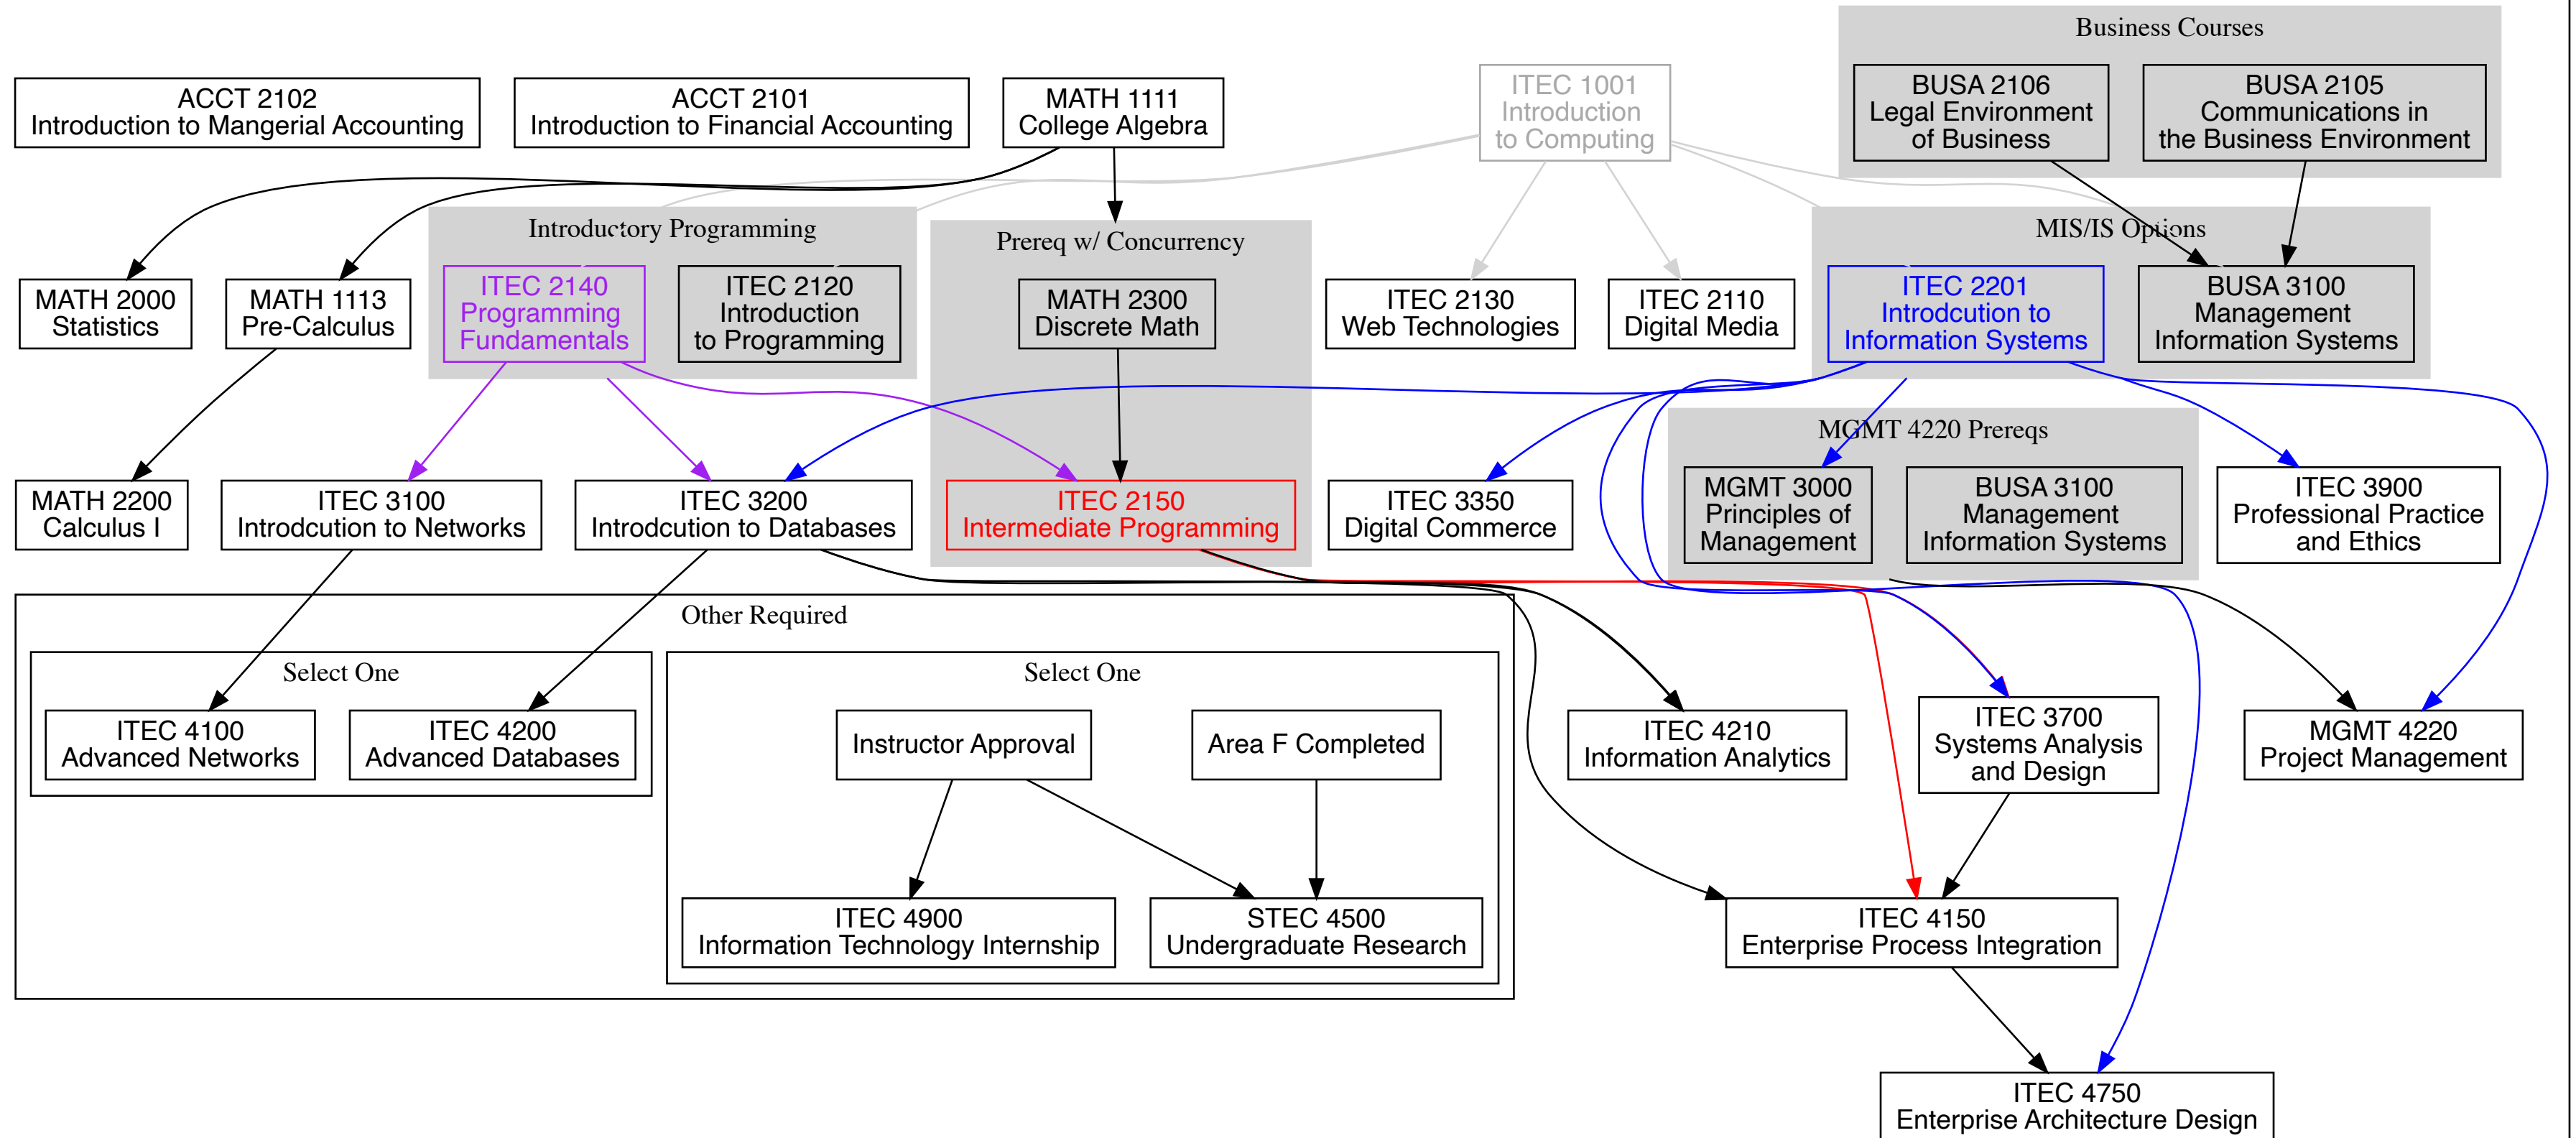 Business Courses
ACCT 2102
Introduction to Mangerial Accounting
ACCT 2101
Introduction to Financial Accounting
MATH 1111
College Algebra
ITEC 1001
Introduction
to Computing
BUSA 2106
Legal Environment
of Business
BUSA 2105
Communications in
the Business Environment
Introductory Programming
Prereq w/ Concurrency
MIS/IS Options
MATH 2000
Statistics
MATH 1113
Pre-Calculus
ITEC 2140
Programming
Fundamentals
ITEC 2120
Introduction
to Programming
MATH 2300
Discrete Math
ITEC 2130
Web Technologies
ITEC 2110
Digital Media
ITEC 2201
Introdcution to
Information Systems
BUSA 3100
Management
Information Systems
MGMT 4220 Prereqs
MATH 2200
Calculus I
ITEC 3100
Introdcution to Networks
ITEC 3200
Introdcution to Databases
ITEC 2150
Intermediate Programming
ITEC 3350
Digital Commerce
MGMT 3000
Principles of
Management
BUSA 3100
Management
Information Systems
ITEC 3900
Professional Practice
and Ethics
Other Required
Select One
Select One
ITEC 4100
Advanced Networks
ITEC 4200
Advanced Databases
Instructor Approval
Area F Completed
ITEC 4210
Information Analytics
ITEC 3700
Systems Analysis
and Design
MGMT 4220
Project Management
ITEC 4900
Information Technology Internship
STEC 4500
Undergraduate Research
ITEC 4150
Enterprise Process Integration
ITEC 4750
Enterprise Architecture Design